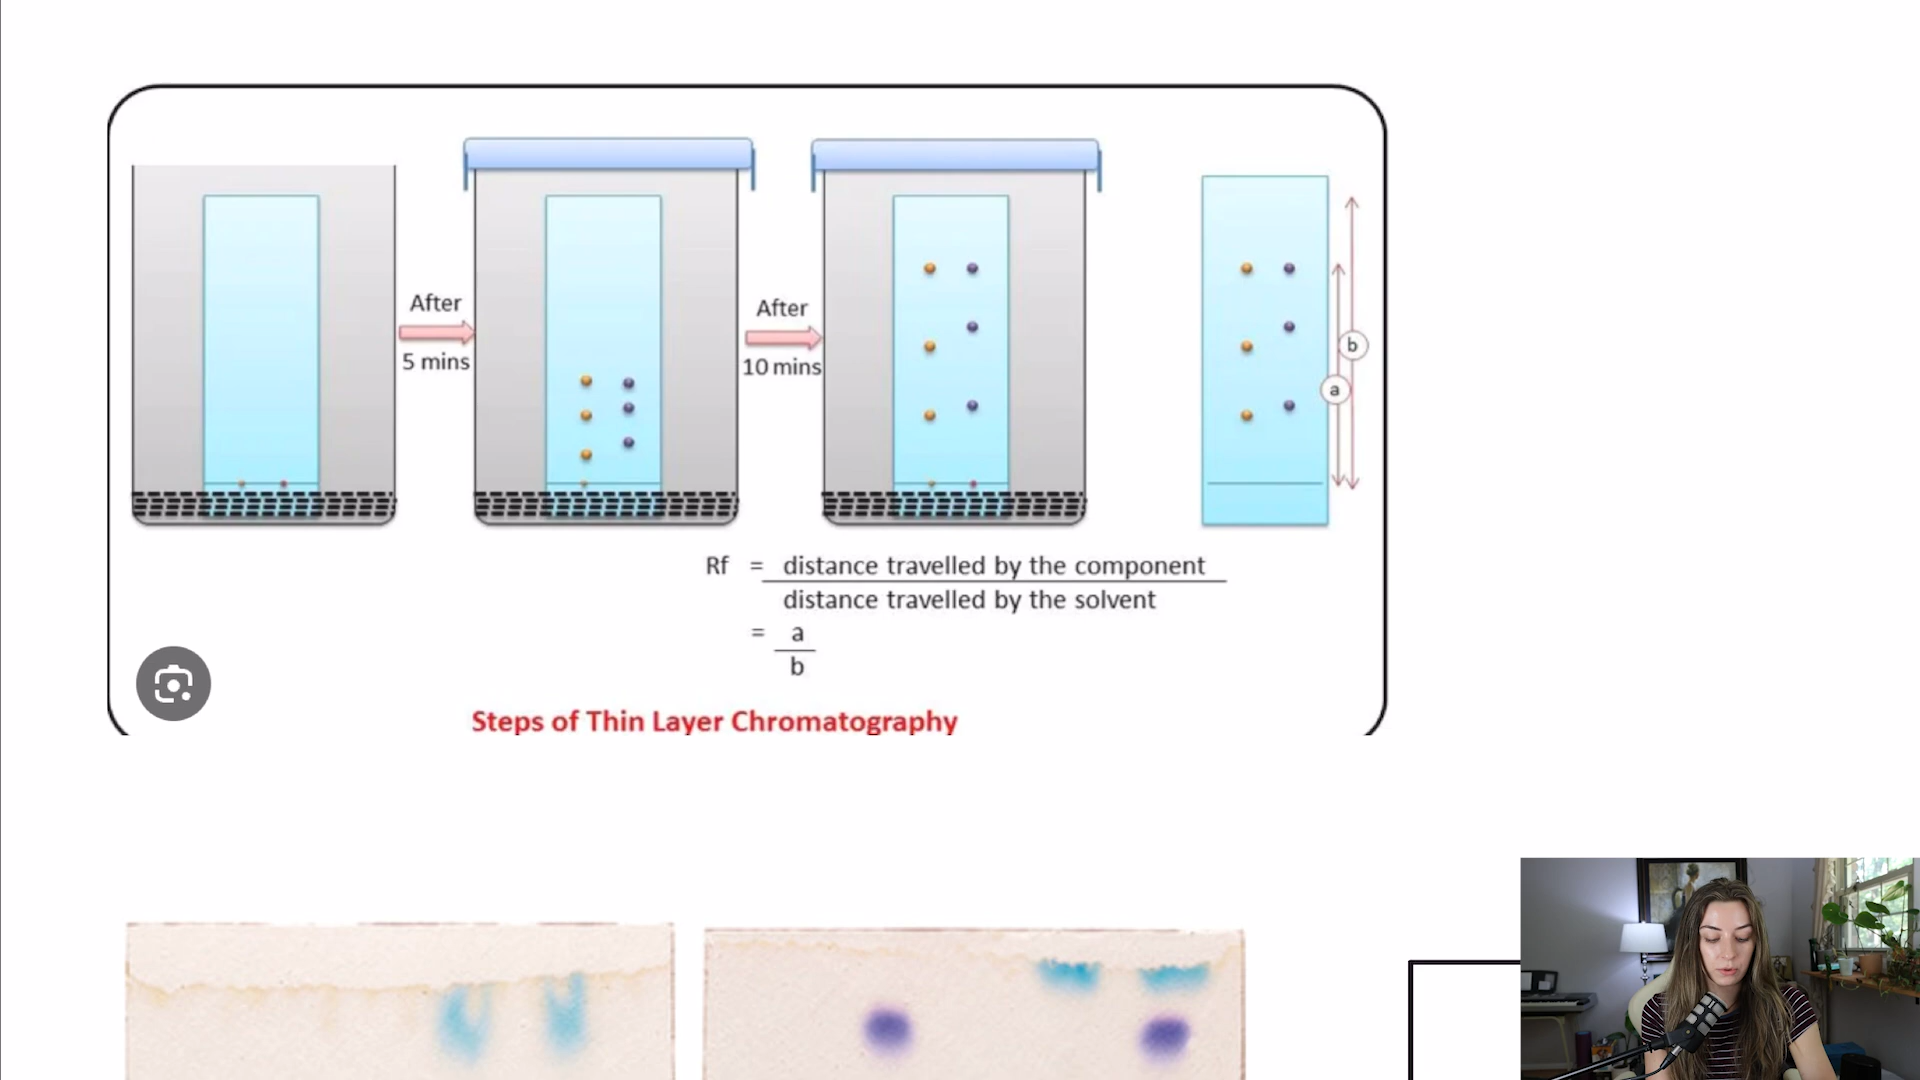 After
5 mins
After
10 mins
b
a
Rf = distance travelled by the component
distance travelled by the solvent
= a
b
Steps of Thin Layer Chromatography